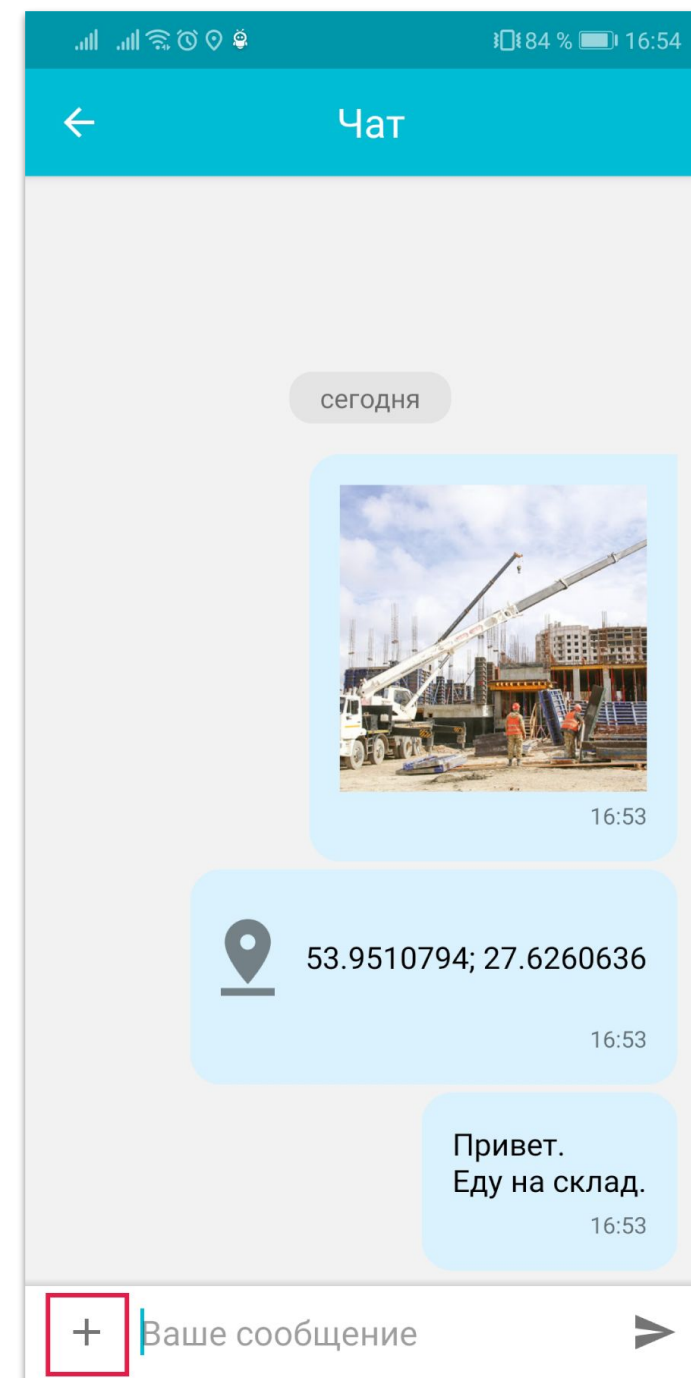 84 % 16:54
Чат
сегодня
16:53
53.9510794; 27.6260636
16:53
Привет.
Еду на склад.
16:53
Ваше сообщение